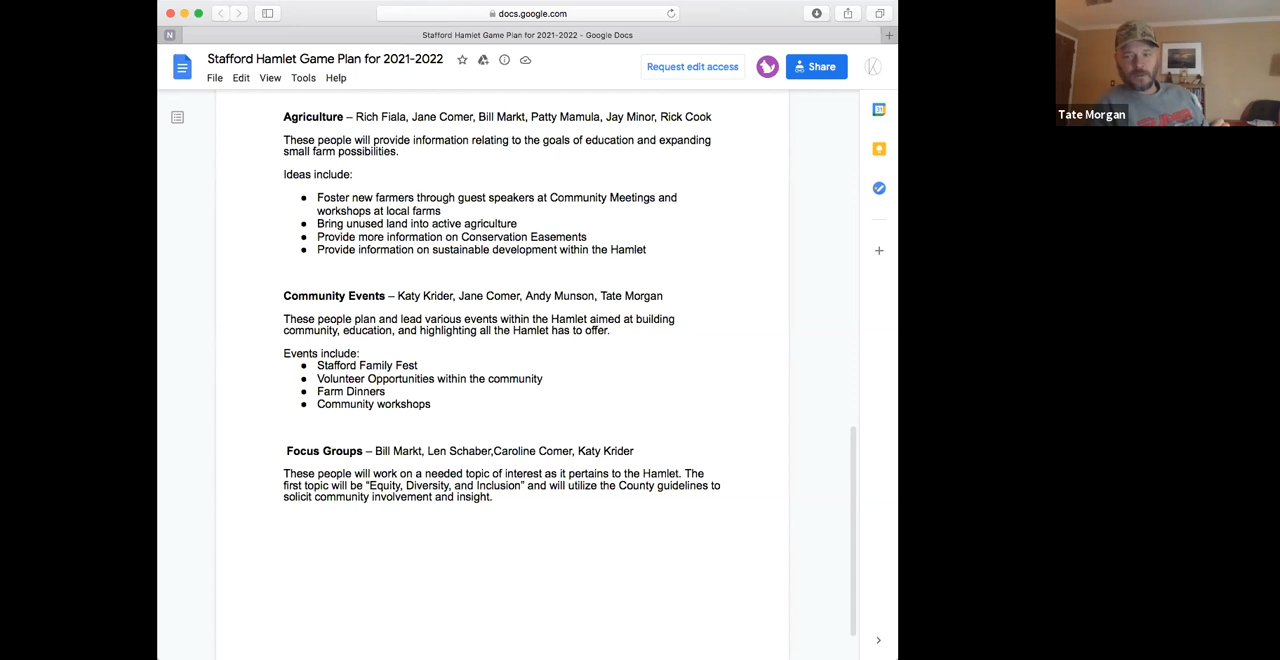 docs.google.com
N
Stafford Hamlet Game Plan for 2021-2022 - Google Docs
Stafford Hamlet Game Plan for 2021-2022
File Edit View Tools Help
Request edit access
Share
Tate Morgan
Agriculture – Rich Fiala, Jane Comer, Bill Markt, Patty Mamula, Jay Minor, Rick Cook
These people will provide information relating to the goals of education and expanding
small farm possibilities.
Ideas include:
● Foster new farmers through guest speakers at Community Meetings and
workshops at local farms
● Bring unused land into active agriculture
● Provide more information on Conservation Easements
● Provide information on sustainable development within the Hamlet
Community Events – Katy Krider, Jane Comer, Andy Munson, Tate Morgan
These people plan and lead various events within the Hamlet aimed at building
community, education, and highlighting all the Hamlet has to offer.
Events include:
● Stafford Family Fest
● Volunteer Opportunities within the community
● Farm Dinners
● Community workshops
Focus Groups – Bill Markt, Len Schaber,Caroline Comer, Katy Krider
These people will work on a needed topic of interest as it pertains to the Hamlet. The
first topic will be “Equity, Diversity, and Inclusion” and will utilize the County guidelines to
solicit community involvement and insight.